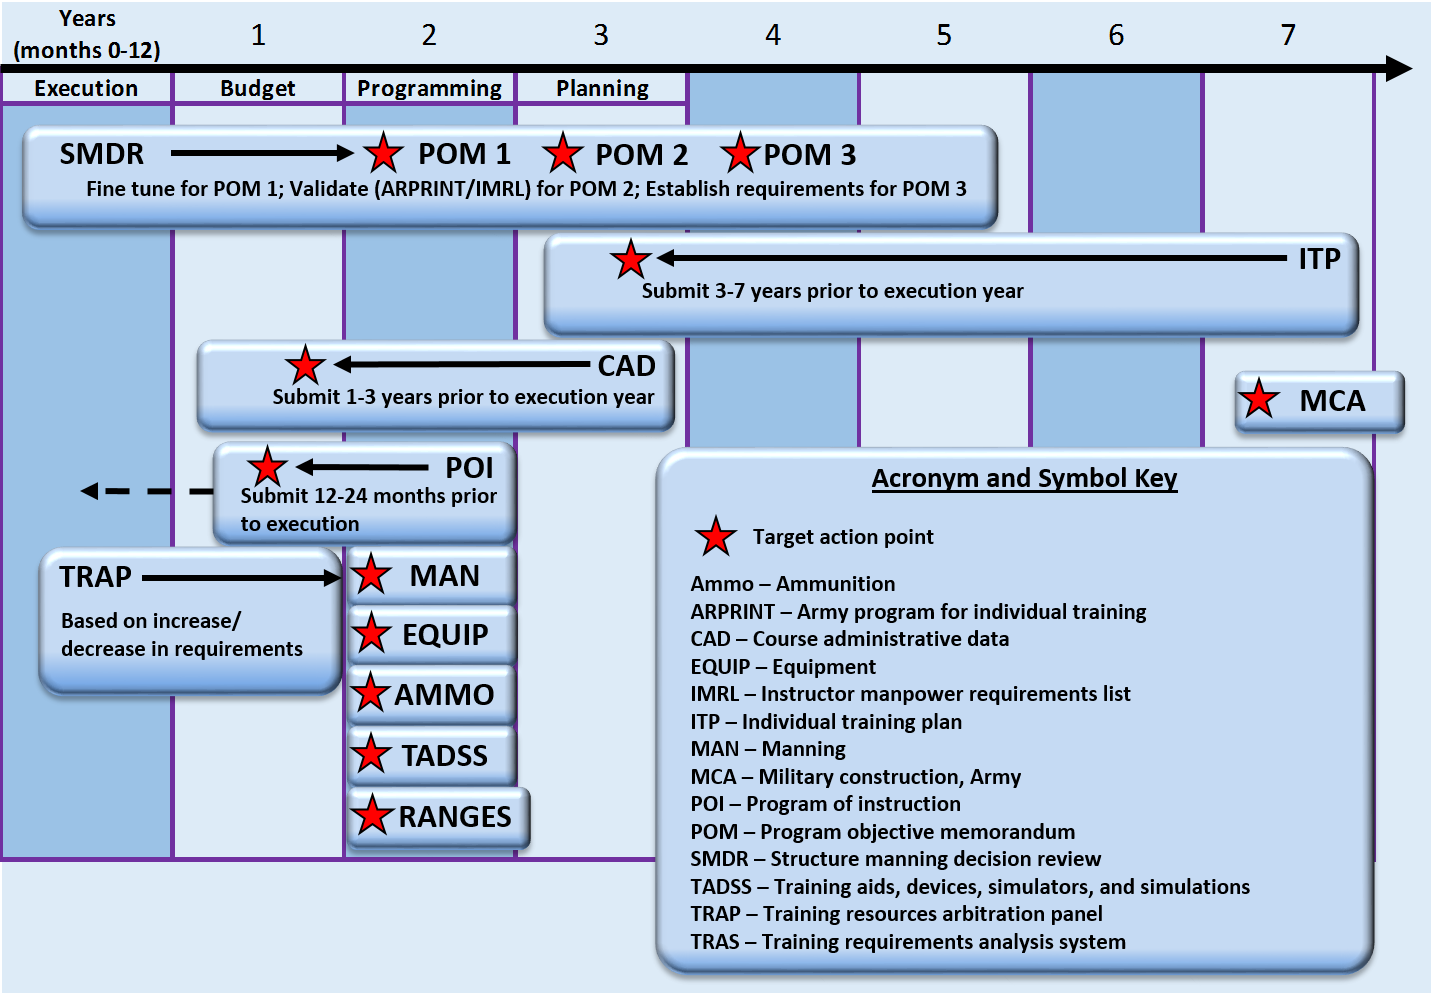 Years
(months 0-12)
1
2
3
4
5
6
7
Execution
Budget
Programming
Planning
SMDR
POM 1
POM 2
POM 3
Fine tune for POM 1; Validate (ARPRINT/IMRL) for POM 2; Establish requirements for POM 3
ITP
Submit 3-7 years prior to execution year
CAD
Submit 1-3 years prior to execution year
MCA
POI
Submit 12-24 months prior
to execution
TRAP
Based on increase/
decrease in requirements
MAN
EQUIP
AMMO
TADSS
RANGES
Acronym and Symbol Key
Target action point
Ammo – Ammunition
ARPRINT – Army program for individual training
CAD – Course administrative data
EQUIP – Equipment
IMRL – Instructor manpower requirements list
ITP – Individual training plan
MAN – Manning
MCA – Military construction, Army
POI – Program of instruction
POM – Program objective memorandum
SMDR – Structure manning decision review
TADSS – Training aids, devices, simulators, and simulations
TRAP – Training resources arbitration panel
TRAS – Training requirements analysis system